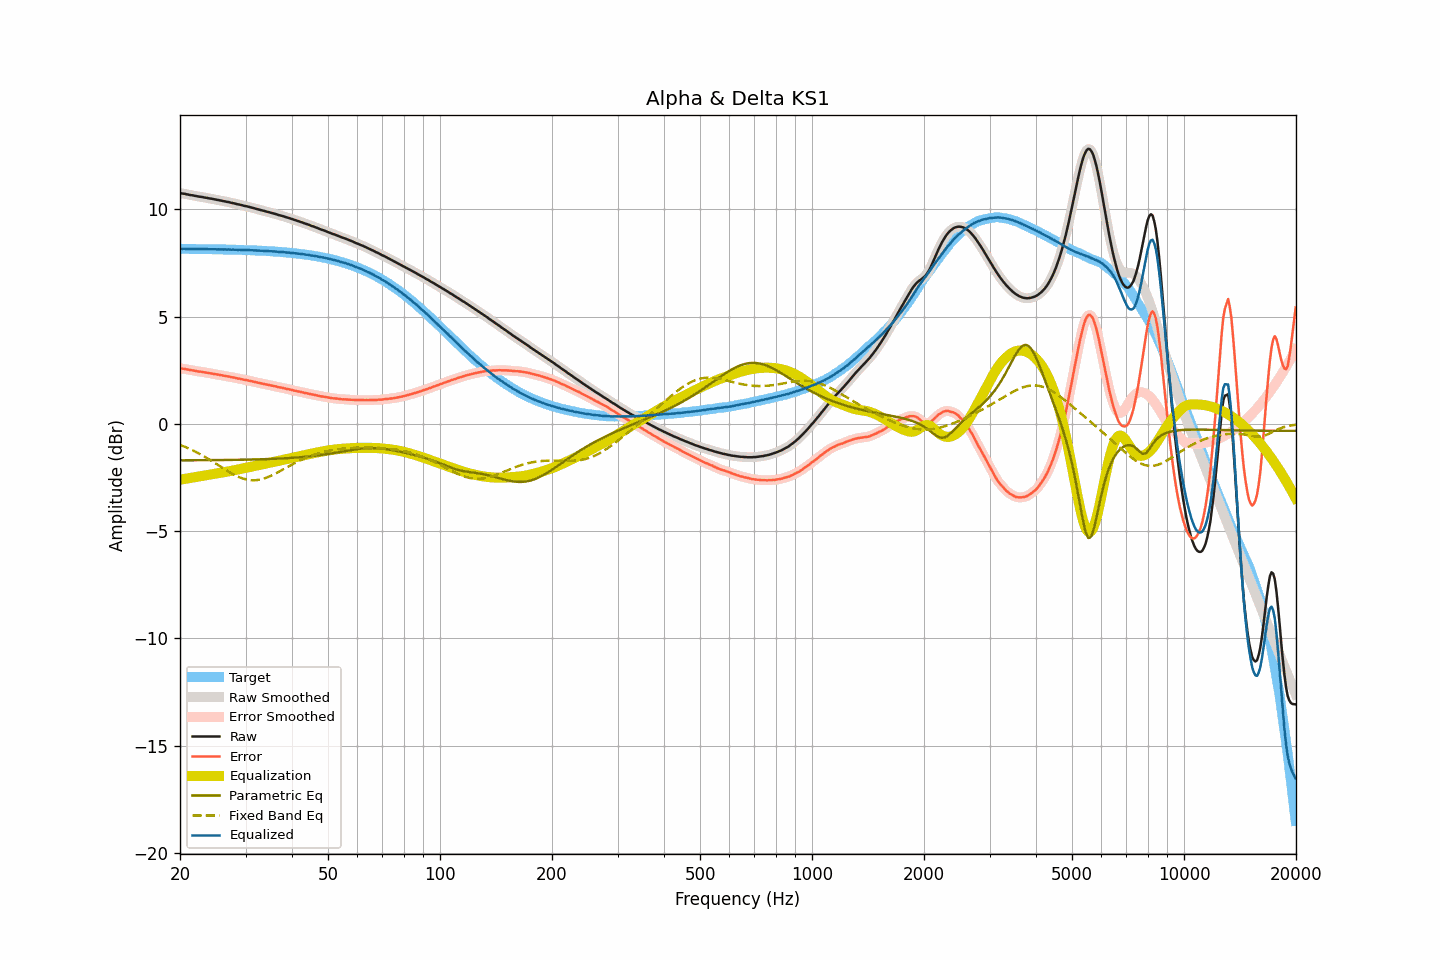 Alpha & Delta KS1
Amplitude (dBr)
10
5
0
−5
−10
−15
−20
Target
Raw Smoothed
Error Smoothed
Raw
Error
Equalization
Parametric Eq
Fixed Band Eq
Equalized
20 50 100 200 500 1000 2000 5000 10000 20000
Frequency (Hz)